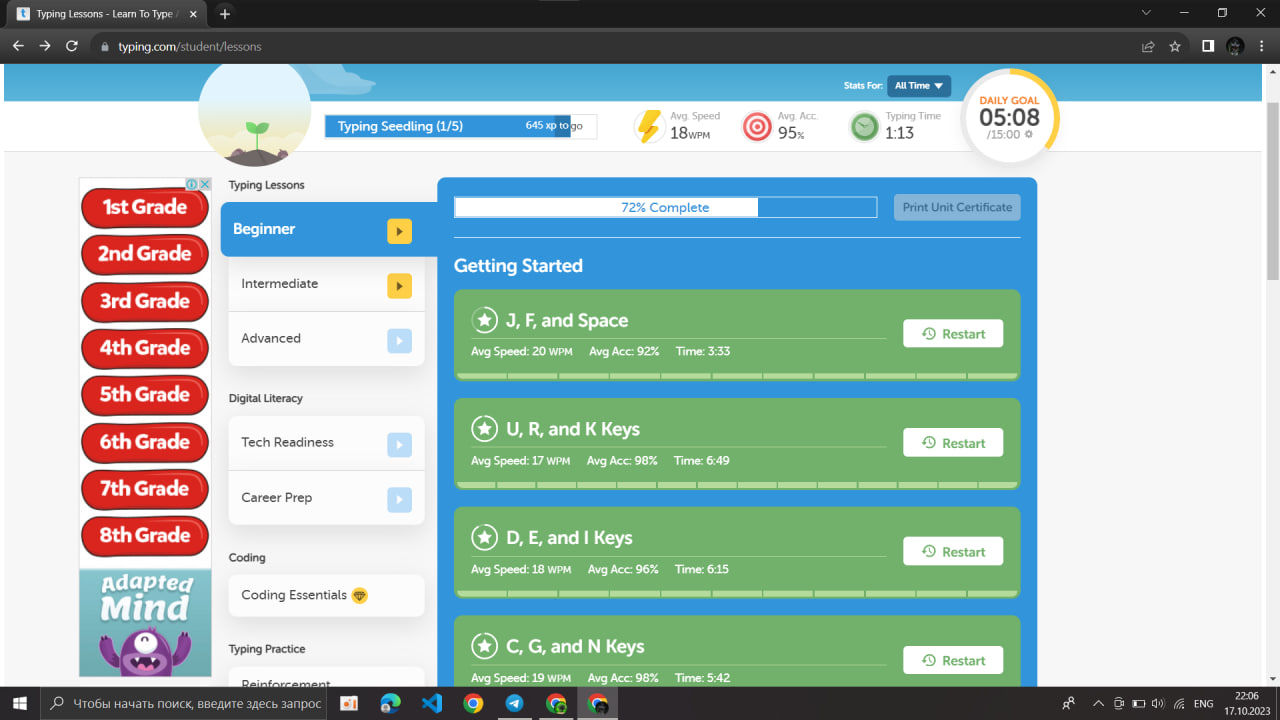 Typing Lessons - Learn To Type
typing.com/student/lessons
Stats For: All Time
Typing Seedling (1/5) 645 xp to go
Avg. Speed
18WPM
Avg. Acc.
95%
Typing Time
1:13
DAILY GOAL
05:08
/15:00
1st Grade
2nd Grade
3rd Grade
4th Grade
5th Grade
6th Grade
7th Grade
8th Grade
Adapted
Mind
Typing Lessons
Beginner
Intermediate
Advanced
Digital Literacy
Tech Readiness
Career Prep
Coding
Coding Essentials
Typing Practice
Reinforcement
72% Complete
Print Unit Certificate
Getting Started
J, F, and Space
Avg Speed: 20 WPM Avg Acc: 92% Time: 3:33
Restart
U, R, and K Keys
Avg Speed: 17 WPM Avg Acc: 98% Time: 6:49
Restart
D, E, and I Keys
Avg Speed: 18 WPM Avg Acc: 96% Time: 6:15
Restart
C, G, and N Keys
Avg Speed: 19 WPM Avg Acc: 98% Time: 5:42
Restart
Чтобы начать поиск, введите здесь запрос
ENG
22:06
17.10.2023